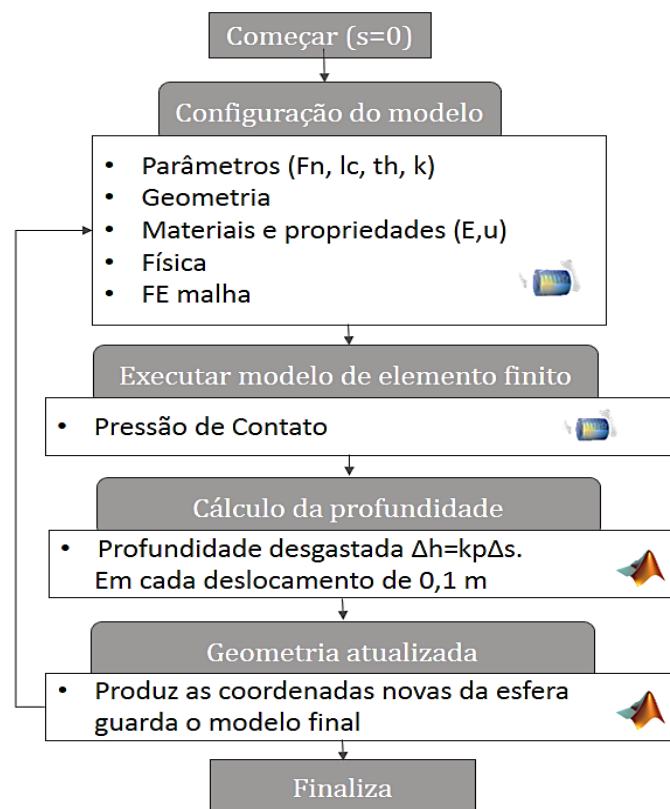 Começar (s=0)
Configuração do modelo
• Parâmetros (Fn, lc, th, k)
• Geometria
• Materiais e propriedades (E,u)
• Física
• FE malha
Executar modelo de elemento finito
• Pressão de Contato
Cálculo da profundidade
• Profundidade desgastada Δh=kpΔs.
Em cada deslocamento de 0,1 m
Geometria atualizada
• Produz as coordenadas novas da esfera
guarda o modelo final
Finaliza